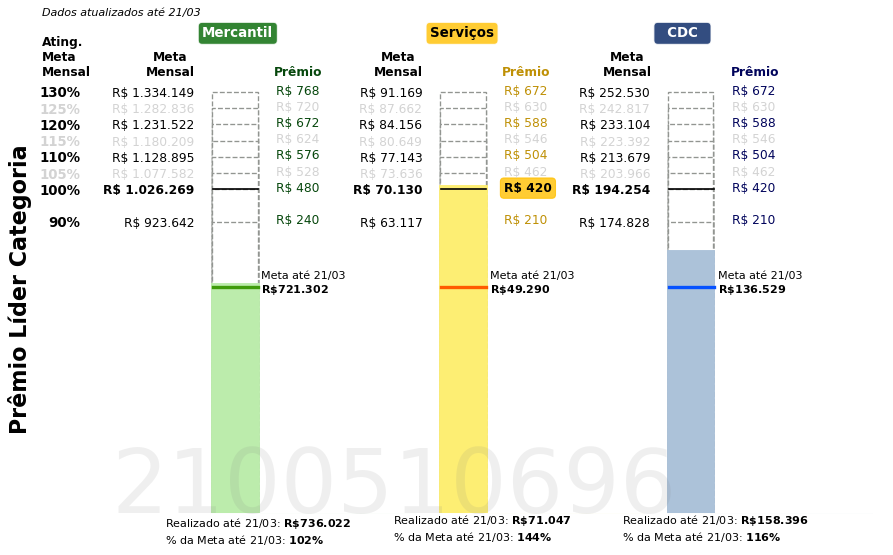 Dados atualizados até 21/03
Mercantil Serviços CDC
Ating.
Meta Meta Meta Meta
Mensal Mensal Prêmio Mensal Prêmio Mensal Prêmio
130% R$ 1.334.149 R$ 768 R$ 91.169 R$ 672 R$ 252.530 R$ 672
125% R$ 1.282.836 R$ 720 R$ 87.662 R$ 630 R$ 242.817 R$ 630
120% R$ 1.231.522 R$ 672 R$ 84.156 R$ 588 R$ 233.104 R$ 588
115% R$ 1.180.209 R$ 624 R$ 80.649 R$ 546 R$ 223.392 R$ 546
110% R$ 1.128.895 R$ 576 R$ 77.143 R$ 504 R$ 213.679 R$ 504
105% R$ 1.077.582 R$ 528 R$ 73.636 R$ 462 R$ 203.966 R$ 462
100% R$ 1.026.269 R$ 480 R$ 70.130 R$ 420 R$ 194.254 R$ 420
90% R$ 923.642 R$ 240 R$ 63.117 R$ 210 R$ 174.828 R$ 210
Meta até 21/03 Meta até 21/03 Meta até 21/03
R$721.302 R$49.290 R$136.529
Prêmio Líder Categoria
2100510696
Realizado até 21/03: R$736.022 Realizado até 21/03: R$71.047 Realizado até 21/03: R$158.396
% da Meta até 21/03: 102% % da Meta até 21/03: 144% % da Meta até 21/03: 116%